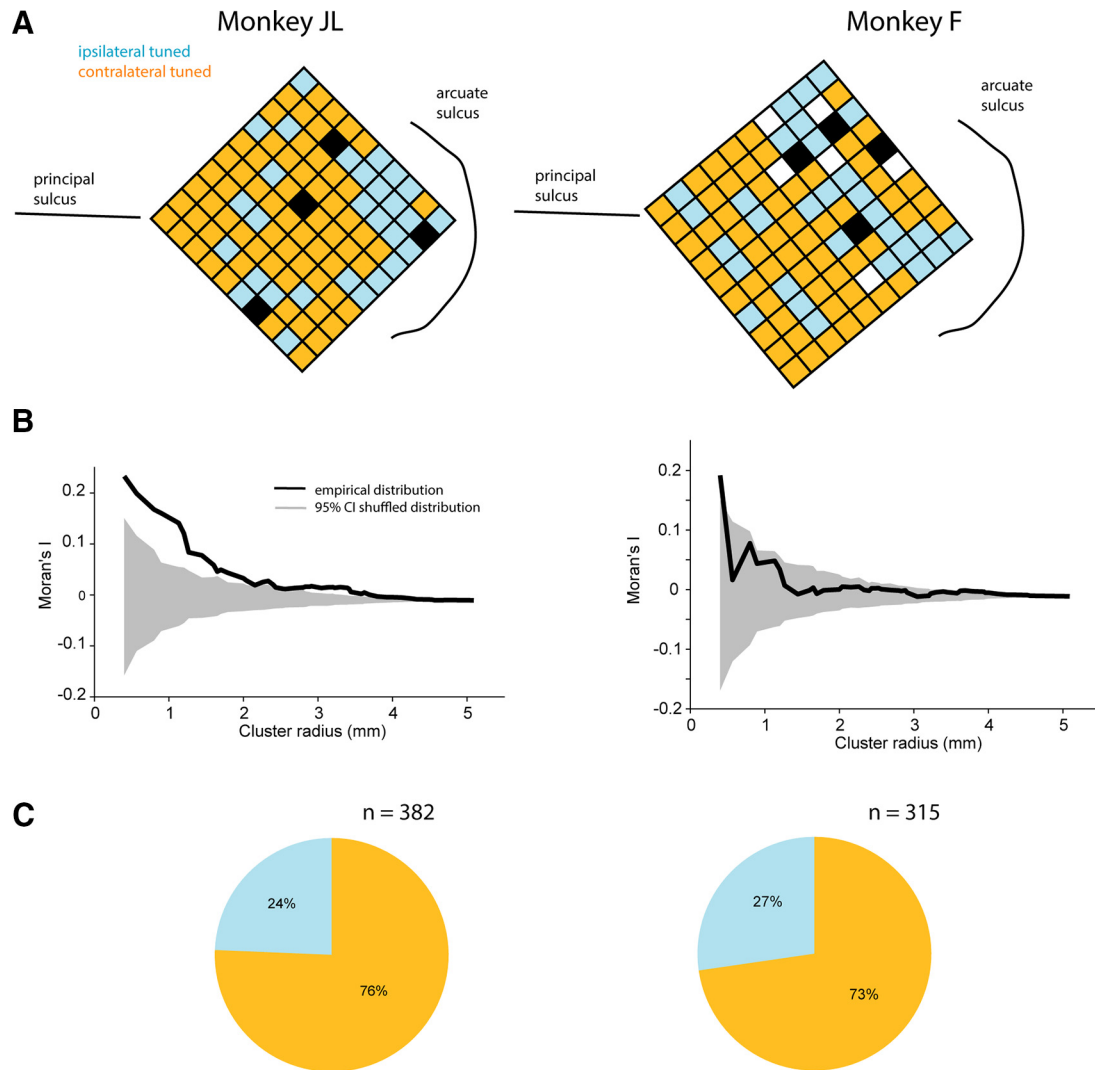 A
Monkey JL
Monkey F
ipsilateral tuned
contralateral tuned
arcuate
sulcus
principal
sulcus
arcuate
sulcus
principal
sulcus
B
0.2
0.1
0
-0.1
-0.2
Moran's I
empirical distribution
95% CI shuffled distribution
0 1 2 3 4 5
Cluster radius (mm)
0.2
0.1
0
-0.1
-0.2
Moran's I
0 1 2 3 4 5
Cluster radius (mm)
C
n = 382
24%
76%
n = 315
27%
73%